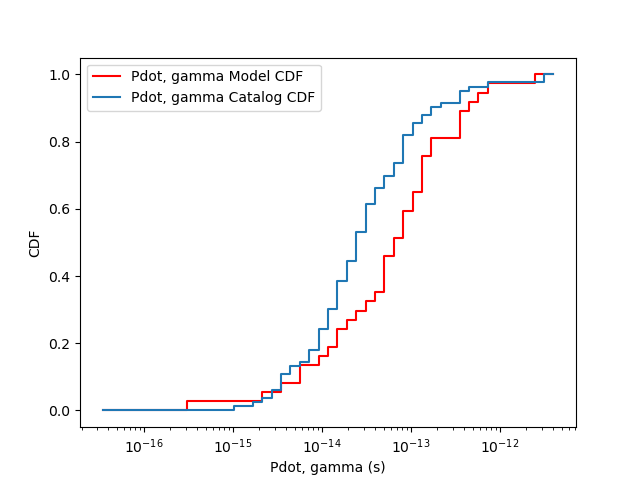 Pdot, gamma Model CDF
Pdot, gamma Catalog CDF
1.0
0.8
0.6
0.4
0.2
0.0
CDF
10⁻¹⁶
10⁻¹⁵
10⁻¹⁴
10⁻¹³
10⁻¹²
Pdot, gamma (s)